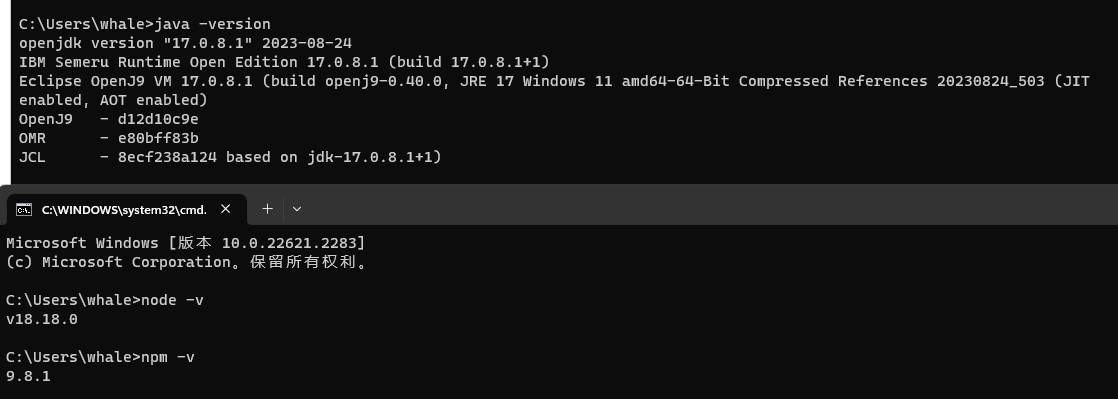 C:\Users\whale>java -version
openjdk version "17.0.8.1" 2023-08-24
IBM Semeru Runtime Open Edition 17.0.8.1 (build 17.0.8.1+1)
Eclipse OpenJ9 VM 17.0.8.1 (build openj9-0.40.0, JRE 17 Windows 11 amd64-64-Bit Compressed References 20230824_503 (JIT
enabled, AOT enabled)
OpenJ9   - d12d10c9e
OMR      - e80bff83b
JCL      - 8ecf238a124 based on jdk-17.0.8.1+1)
C:\WINDOWS\system32\cmd.
Microsoft Windows [版本 10.0.22621.2283]
(c) Microsoft Corporation。保留所有权利。
C:\Users\whale>node -v
v18.18.0
C:\Users\whale>npm -v
9.8.1